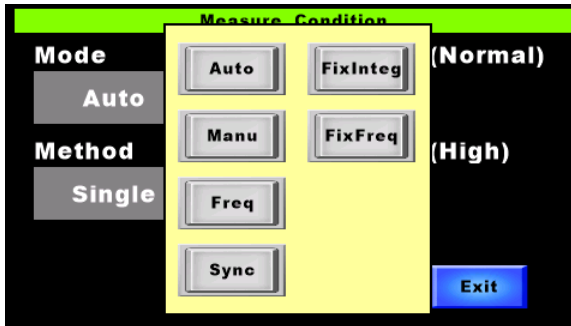 Measure Condition
Mode
Auto
Method
Single
Auto
FixInteg
Manu
FixFreq
Freq
Sync
(Normal)
(High)
Exit